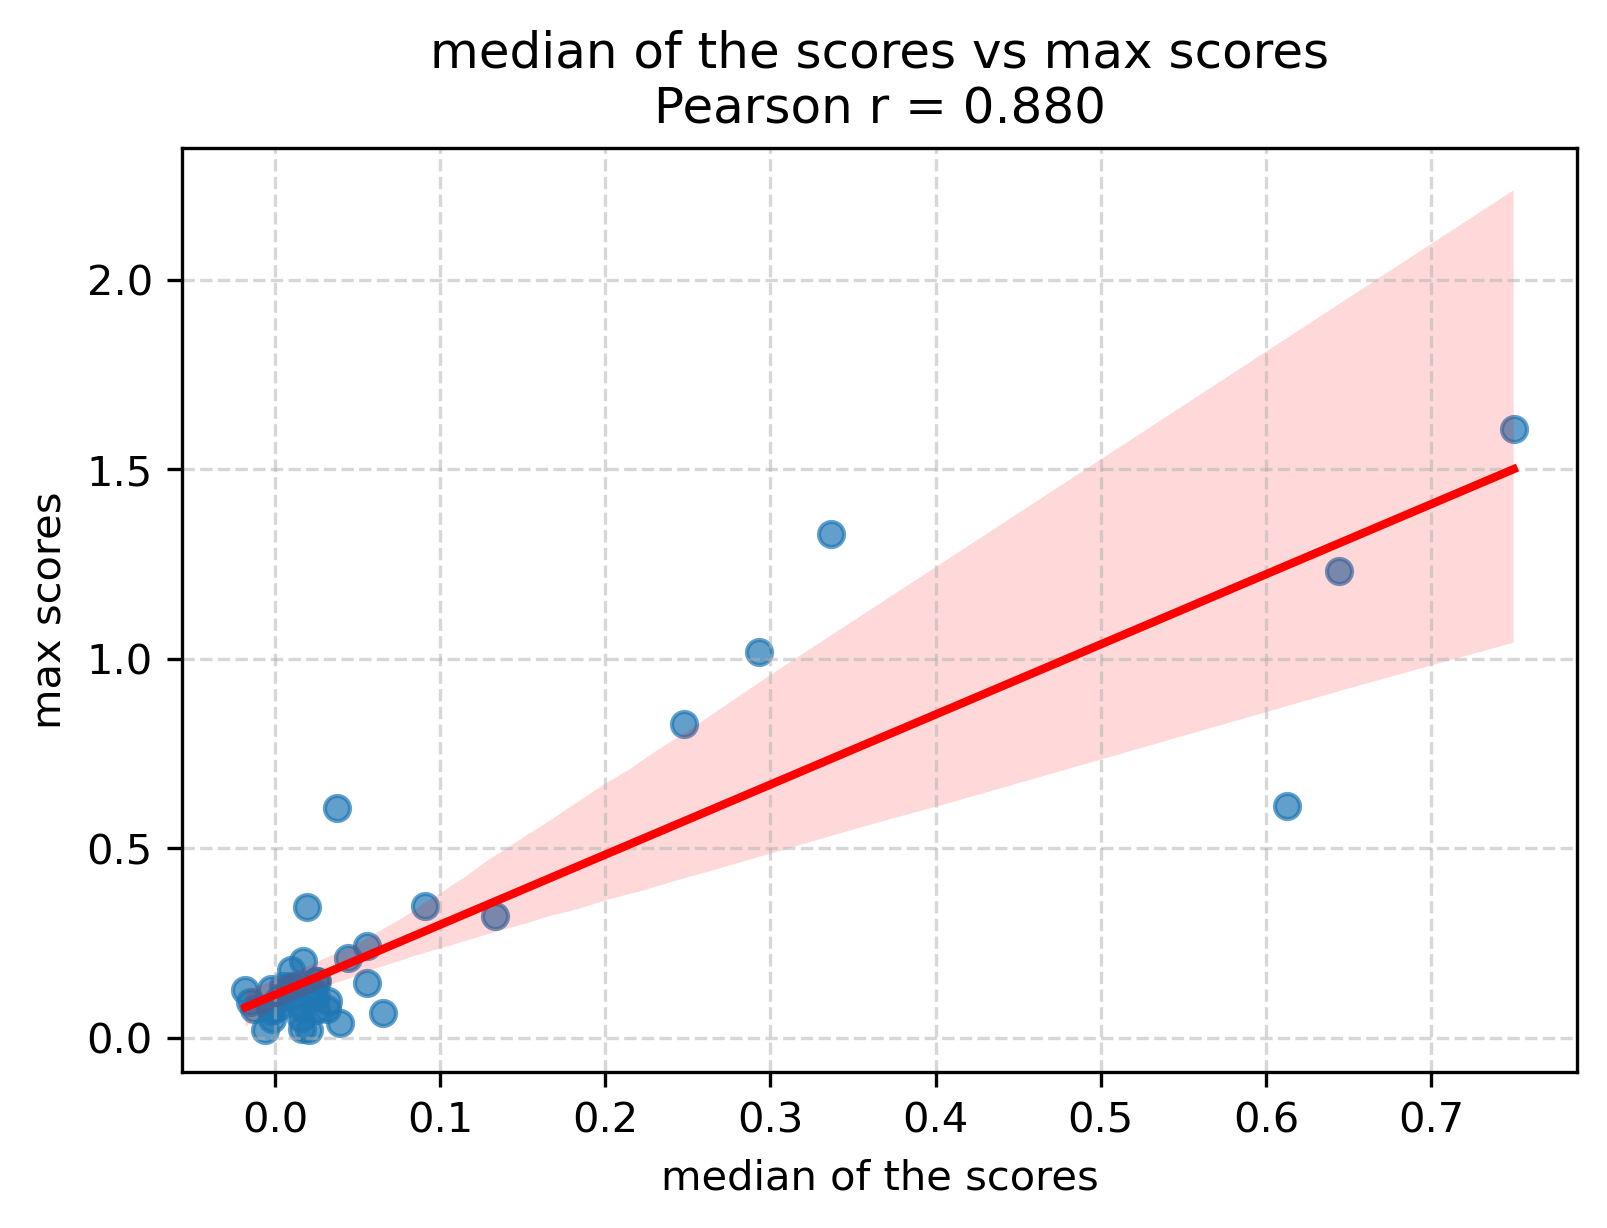 median of the scores vs max scores
Pearson r = 0.880
2.0
1.5
1.0
0.5
0.0
max scores
0.0 0.1 0.2 0.3 0.4 0.5 0.6 0.7
median of the scores